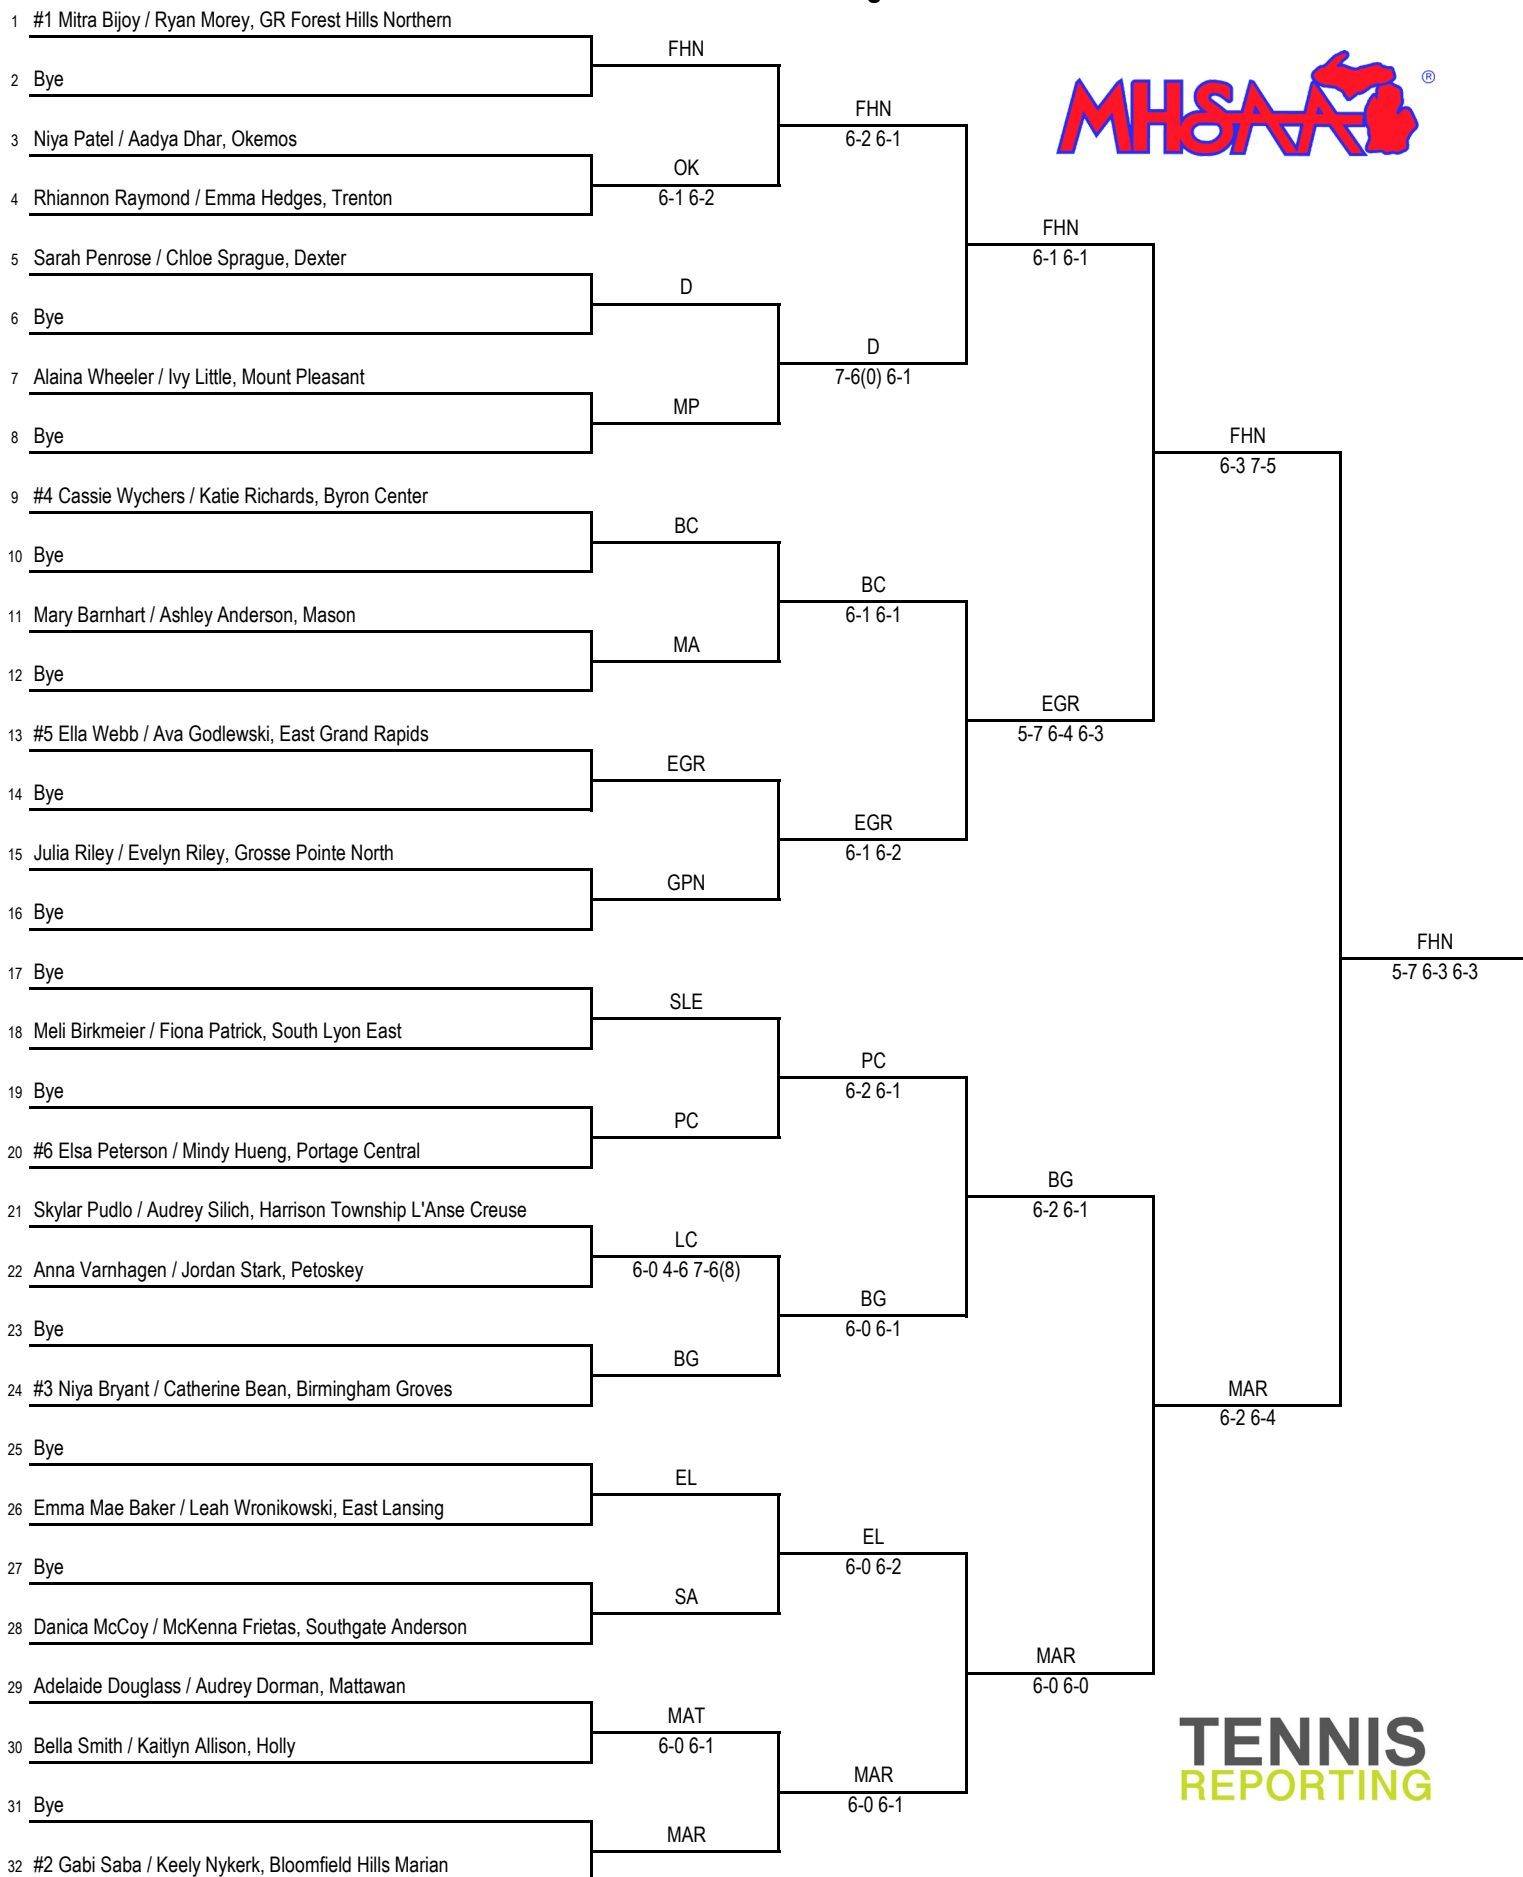 1 #1 Mitra Bijoy / Ryan Morey, GR Forest Hills Northern
FHN
2 Bye
FHN
6-2 6-1
3 Niya Patel / Aadya Dhar, Okemos
OK
6-1 6-2
4 Rhiannon Raymond / Emma Hedges, Trenton
FHN
6-1 6-1
5 Sarah Penrose / Chloe Sprague, Dexter
D
6 Bye
D
7-6(0) 6-1
7 Alaina Wheeler / Ivy Little, Mount Pleasant
MP
8 Bye
FHN
6-3 7-5
9 #4 Cassie Wychers / Katie Richards, Byron Center
BC
10 Bye
BC
6-1 6-1
11 Mary Barnhart / Ashley Anderson, Mason
MA
12 Bye
EGR
5-7 6-4 6-3
13 #5 Ella Webb / Ava Godlewski, East Grand Rapids
EGR
14 Bye
EGR
6-1 6-2
15 Julia Riley / Evelyn Riley, Grosse Pointe North
GPN
16 Bye
FHN
5-7 6-3 6-3
17 Bye
SLE
18 Meli Birkmeier / Fiona Patrick, South Lyon East
PC
6-2 6-1
19 Bye
PC
20 #6 Elsa Peterson / Mindy Hueng, Portage Central
BG
6-2 6-1
21 Skylar Pudlo / Audrey Silich, Harrison Township L'Anse Creuse
LC
6-0 4-6 7-6(8)
22 Anna Varnhagen / Jordan Stark, Petoskey
BG
6-0 6-1
23 Bye
BG
24 #3 Niya Bryant / Catherine Bean, Birmingham Groves
MAR
6-2 6-4
25 Bye
EL
26 Emma Mae Baker / Leah Wronikowski, East Lansing
EL
6-0 6-2
27 Bye
SA
28 Danica McCoy / McKenna Frietas, Southgate Anderson
MAR
6-0 6-0
29 Adelaide Douglass / Audrey Dorman, Mattawan
MAT
6-0 6-1
30 Bella Smith / Kaitlyn Allison, Holly
MAR
6-0 6-1
31 Bye
MAR
32 #2 Gabi Saba / Keely Nykerk, Bloomfield Hills Marian
MHSAA ®
TENNIS
REPORTING